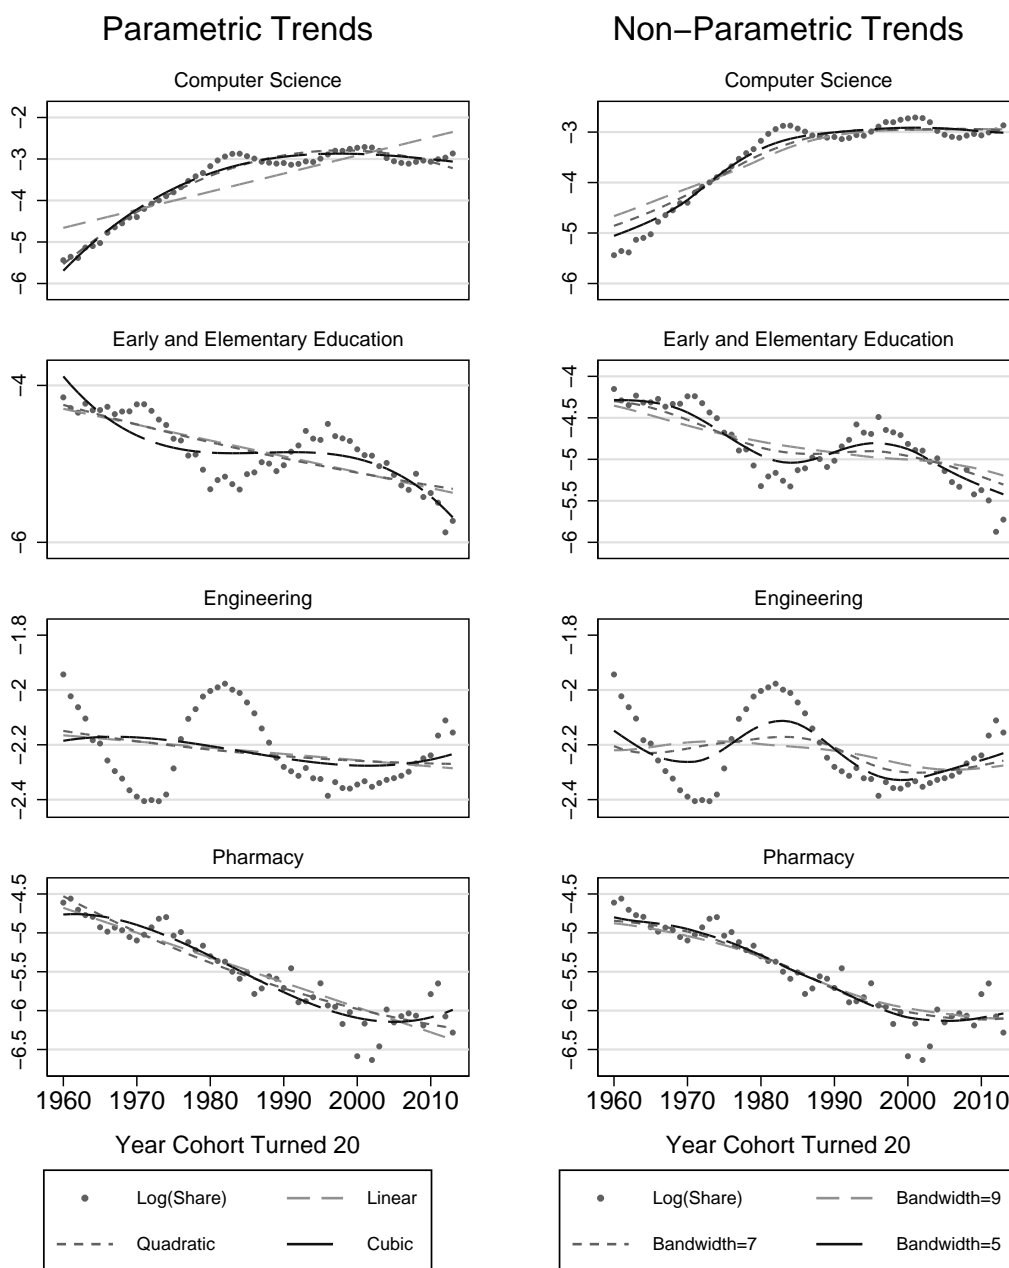 Parametric Trends
Non−Parametric Trends
Computer Science
−2
−3
−4
−5
−6
Computer Science
−3
−4
−5
−6
Early and Elementary Education
−4
−6
Early and Elementary Education
−4
−4.5
−5
−5.5
−6
Engineering
−1.8
−2
−2.2
−2.4
Engineering
−1.8
−2
−2.2
−2.4
Pharmacy
−4.5
−5
−5.5
−6
−6.5
1960 1970 1980 1990 2000 2010
Year Cohort Turned 20
Pharmacy
−4.5
−5
−5.5
−6
−6.5
1960 1970 1980 1990 2000 2010
Year Cohort Turned 20
Log(Share) Linear
Quadratic Cubic
Log(Share) Bandwidth=9
Bandwidth=7 Bandwidth=5